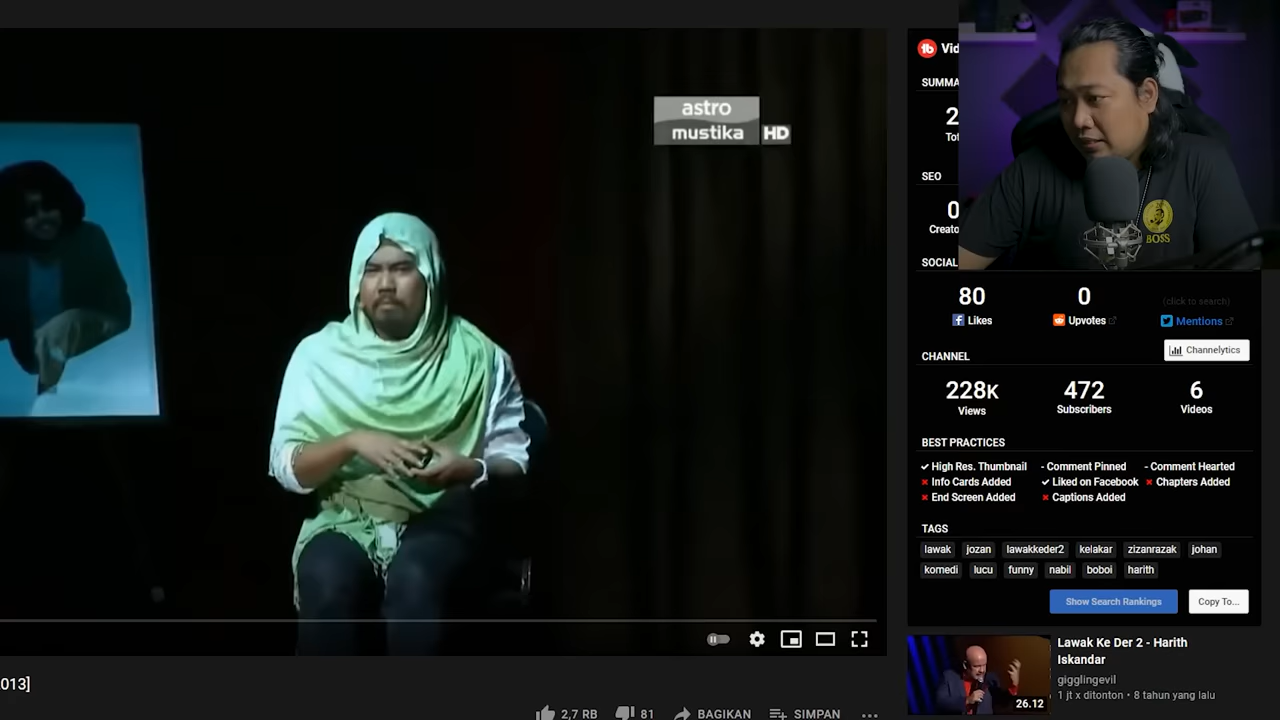 astro
mustika HD
013]
2,7 RB
81
BAGIKAN
SIMPAN
Vid
SUMMA
2
Tot
SEO
0
Creato
SOCIAL
BOSS
80
Likes
0
Upvotes
(click to search)
Mentions
Channelytics
CHANNEL
228K
Views
472
Subscribers
6
Videos
BEST PRACTICES
High Res. Thumbnail
- Comment Pinned
- Comment Hearted
Info Cards Added
Liked on Facebook
Chapters Added
End Screen Added
Captions Added
TAGS
lawak jozan lawakkeder2 kelakar zizanrazak johan
komedi lucu funny nabil boboi harith
Show Search Rankings
Copy To...
Lawak Ke Der 2 - Harith
Iskandar
gigglingevil
1 jt x ditonton • 8 tahun yang lalu
26.12